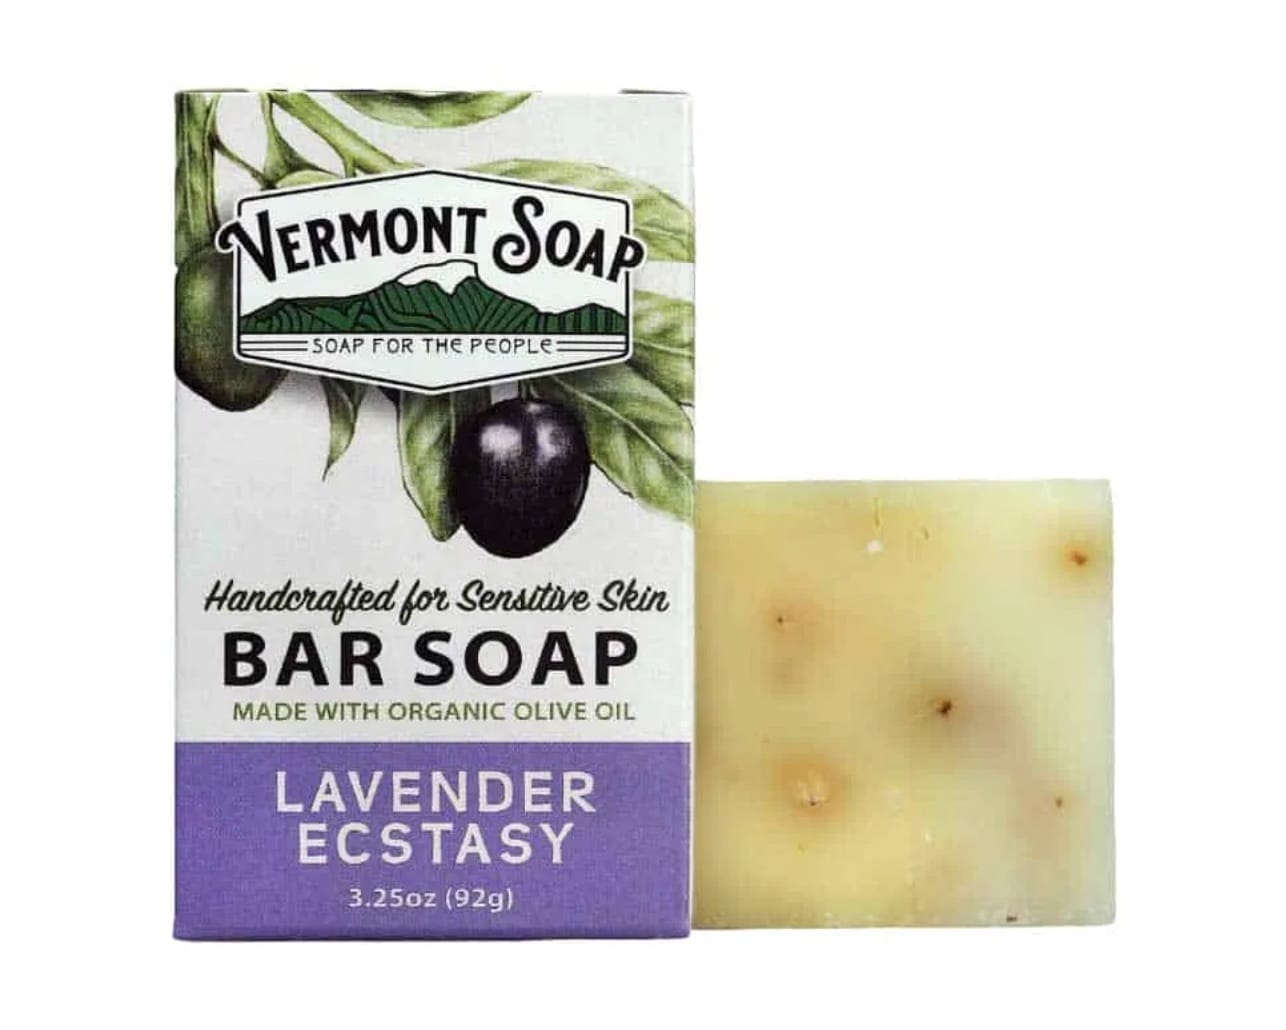 VERMONT SOAP
SOAP FOR THE PEOPLE
Handcrafted for Sensitive Skin
BAR SOAP
MADE WITH ORGANIC OLIVE OIL
LAVENDER
ECSTASY
3.25oz (92g)